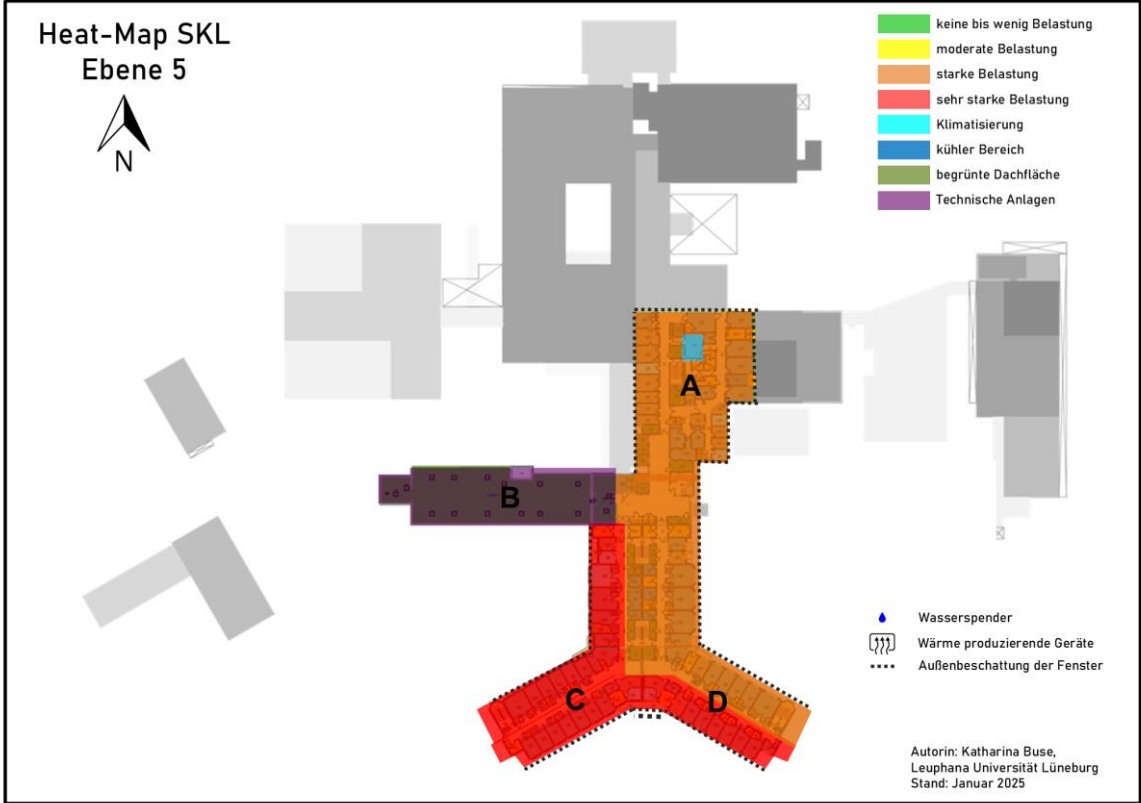 Heat-Map SKL
Ebene 5
N
keine bis wenig Belastung
moderate Belastung
starke Belastung
sehr starke Belastung
Klimatisierung
kühler Bereich
begrünte Dachfläche
Technische Anlagen
A
B
C
D
Wasserspender
Wärme produzierende Geräte
Außenbeschattung der Fenster
Autorin: Katharina Buse,
Leuphana Universität Lüneburg
Stand: Januar 2025